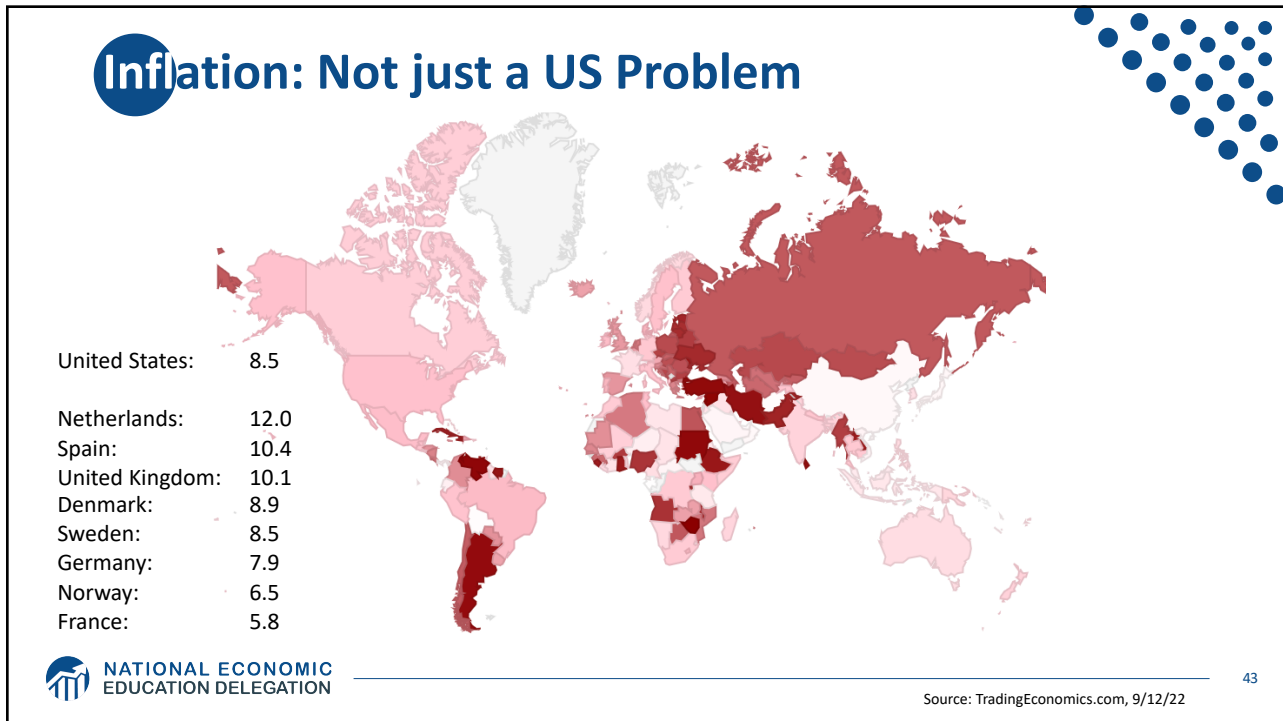 Inflation: Not just a US Problem
United States: 8.5
Netherlands: 12.0
Spain: 10.4
United Kingdom: 10.1
Denmark: 8.9
Sweden: 8.5
Germany: 7.9
Norway: 6.5
France: 5.8
NATIONAL ECONOMIC
EDUCATION DELEGATION
43
Source: TradingEconomics.com, 9/12/22